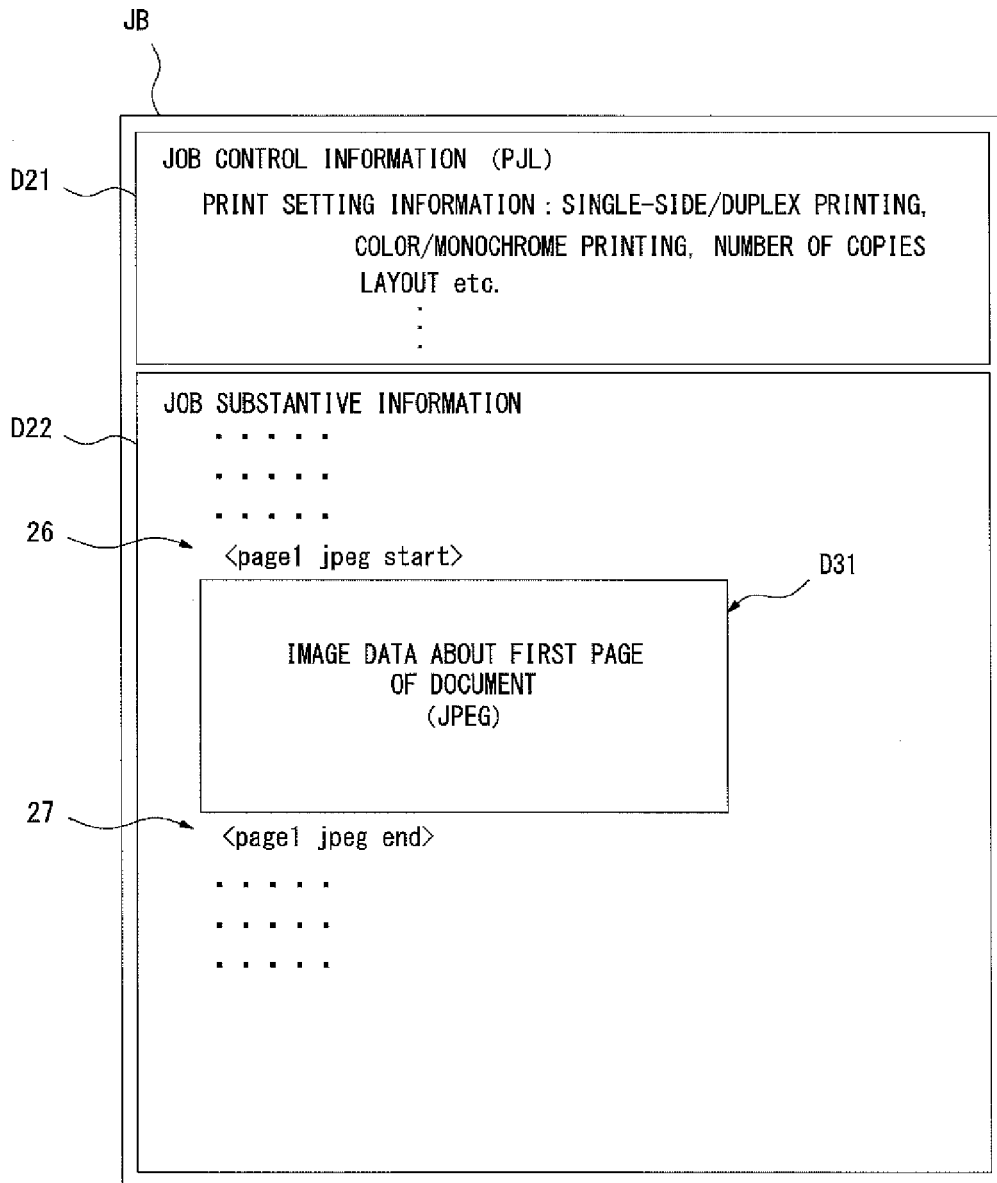 JB
D21
JOB CONTROL INFORMATION (PJL)
PRINT SETTING INFORMATION : SINGLE-SIDE/DUPLEX PRINTING,
COLOR/MONOCHROME PRINTING, NUMBER OF COPIES
LAYOUT etc.
D22
JOB SUBSTANTIVE INFORMATION
26
<page1 jpeg start>
D31
IMAGE DATA ABOUT FIRST PAGE
OF DOCUMENT
(JPEG)
27
<page1 jpeg end>